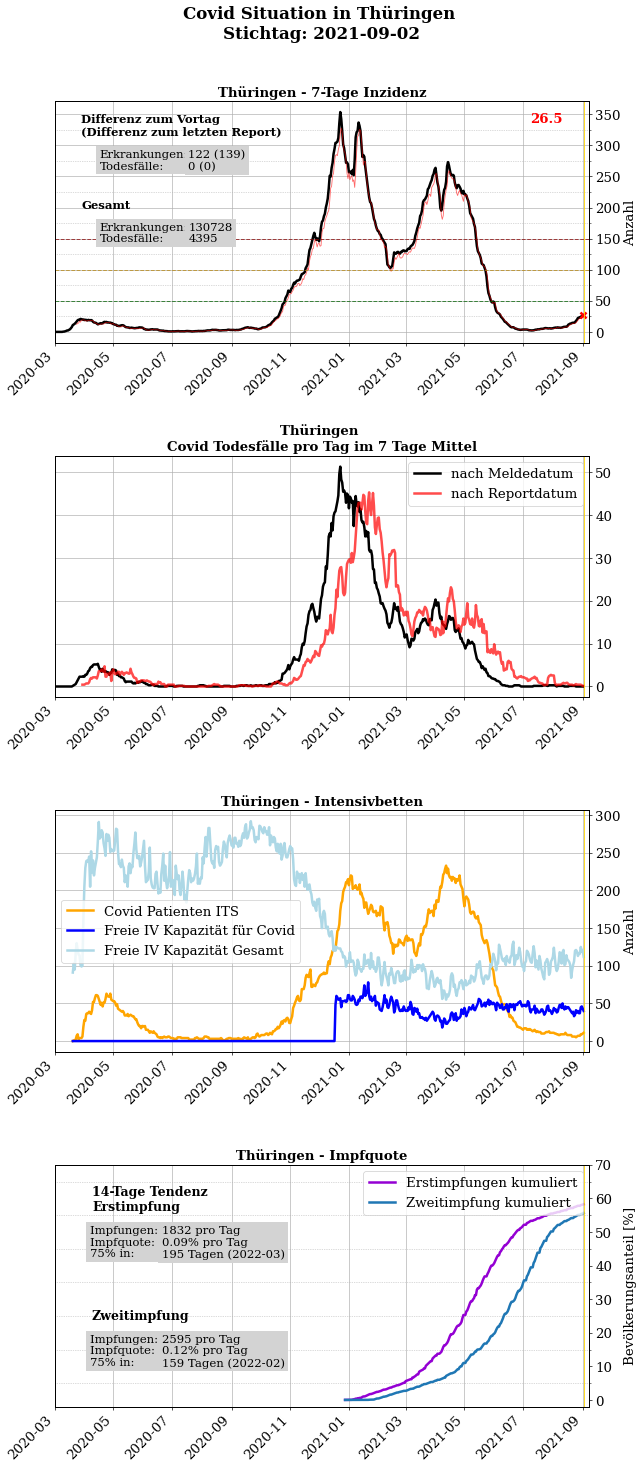 Covid Situation in Thüringen
Stichtag: 2021-09-02
Thüringen - 7-Tage Inzidenz
Differenz zum Vortag
(Differenz zum letzten Report)
Erkrankungen 122 (139)
Todesfälle: 0 (0)
Gesamt
Erkrankungen 130728
Todesfälle: 4395
26.5
350
300
250
200
150
100
50
0
Anzahl
2020-03
2020-05
2020-07
2020-09
2020-11
2021-01
2021-03
2021-05
2021-07
2021-09
Thüringen
Covid Todesfälle pro Tag im 7 Tage Mittel
nach Meldedatum
nach Reportdatum
50
40
30
20
10
0
2020-03
2020-05
2020-07
2020-09
2020-11
2021-01
2021-03
2021-05
2021-07
2021-09
Thüringen - Intensivbetten
Covid Patienten ITS
Freie IV Kapazität für Covid
Freie IV Kapazität Gesamt
300
250
200
150
100
50
0
Anzahl
2020-03
2020-05
2020-07
2020-09
2020-11
2021-01
2021-03
2021-05
2021-07
2021-09
Thüringen - Impfquote
14-Tage Tendenz
Erstimpfung
Impfungen: 1832 pro Tag
Impfquote: 0.09% pro Tag
75% in: 195 Tagen (2022-03)
Zweitimpfung
Impfungen: 2595 pro Tag
Impfquote: 0.12% pro Tag
75% in: 159 Tagen (2022-02)
Erstimpfungen kumuliert
Zweitimpfung kumuliert
70
60
50
40
30
20
10
0
Bevölkerungsanteil [%]
2020-03
2020-05
2020-07
2020-09
2020-11
2021-01
2021-03
2021-05
2021-07
2021-09